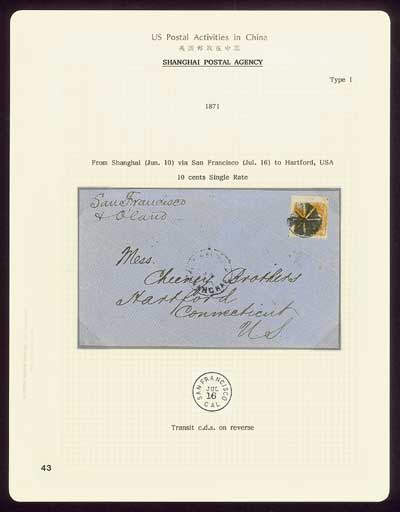 US Postal Activities in China
美國郵政在中國
SHANGHAI POSTAL AGENCY
Type I
1871
From Shanghai (Jun. 10) via San Francisco (Jul. 16) to Hartford, USA
10 cents Single Rate
San Francisco
& Oland
Mess.
Cheeney Brothers
Hartford
Connecticut
U.S.
SAN FRANCISCO
JUL
16
CAL
Transit c.d.s. on reverse
43